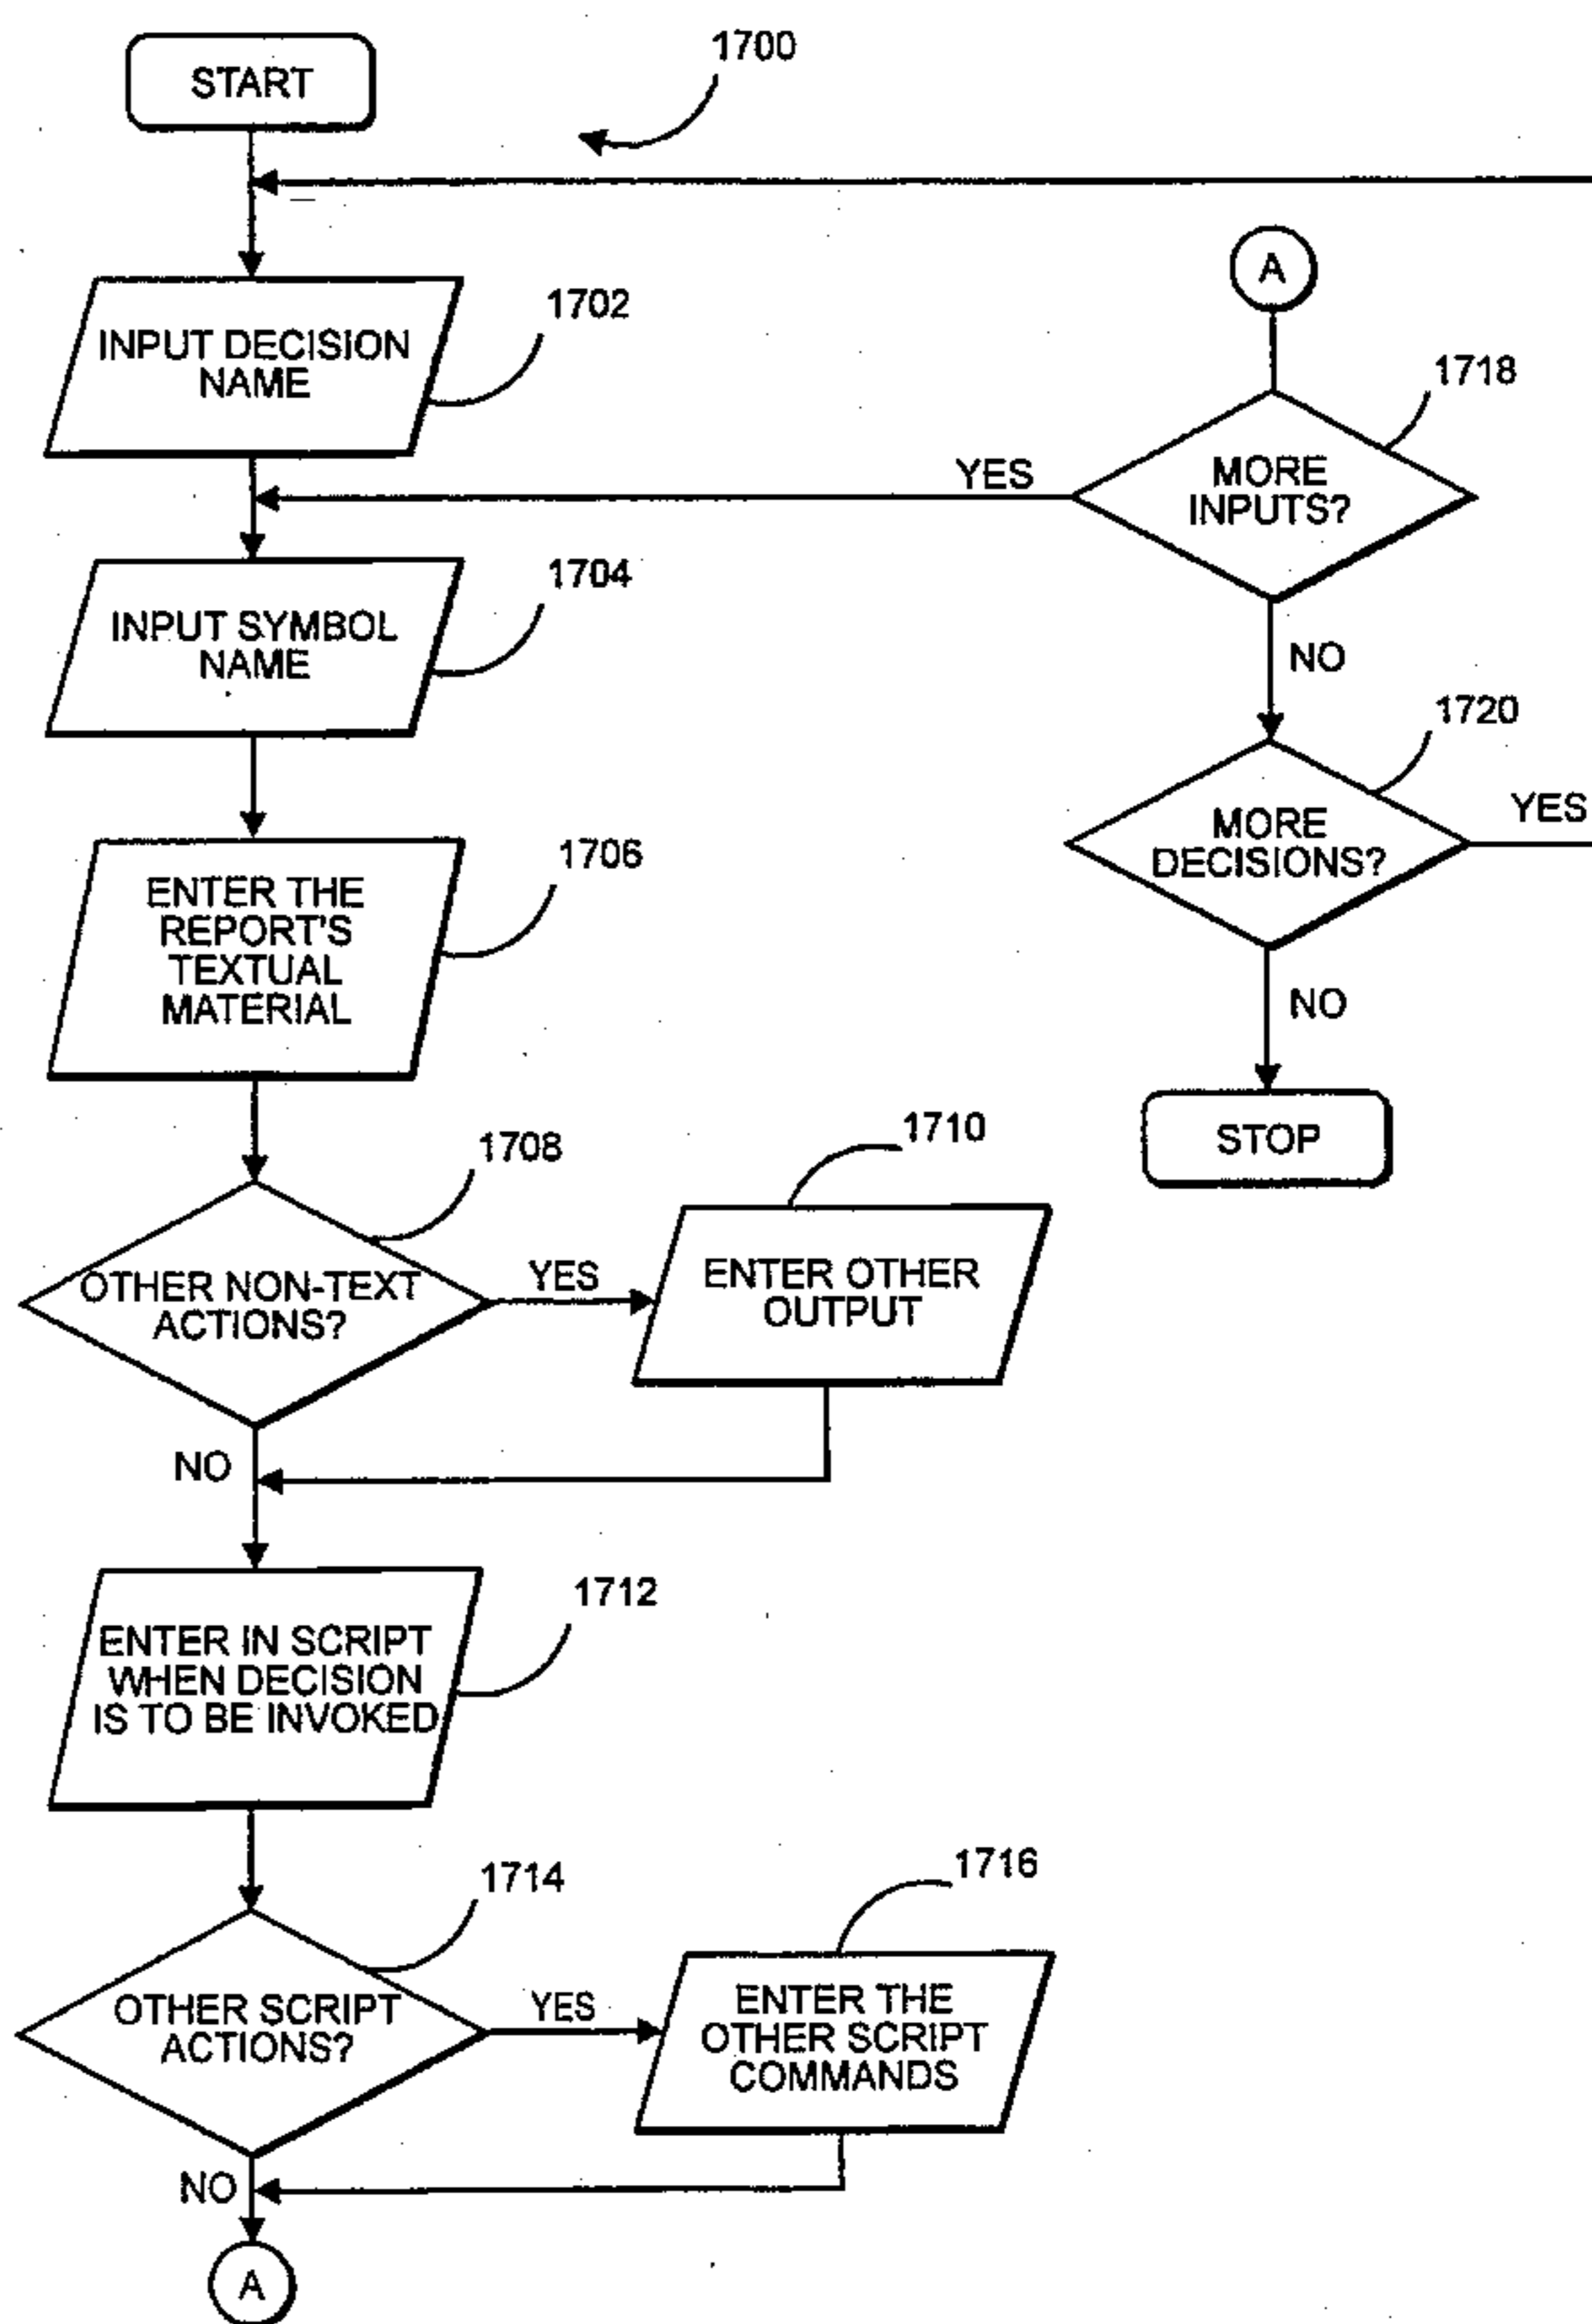 START
1700
INPUT DECISION
NAME
1702
INPUT SYMBOL
NAME
1704
ENTER THE
REPORT'S
TEXTUAL
MATERIAL
1706
OTHER NON-TEXT
ACTIONS?
1708
YES
NO
ENTER OTHER
OUTPUT
1710
ENTER IN SCRIPT
WHEN DECISION
IS TO BE INVOKED
1712
OTHER SCRIPT
ACTIONS?
1714
YES
NO
ENTER THE
OTHER SCRIPT
COMMANDS
1716
A
A
MORE
INPUTS?
1718
YES
NO
MORE
DECISIONS?
1720
YES
NO
STOP